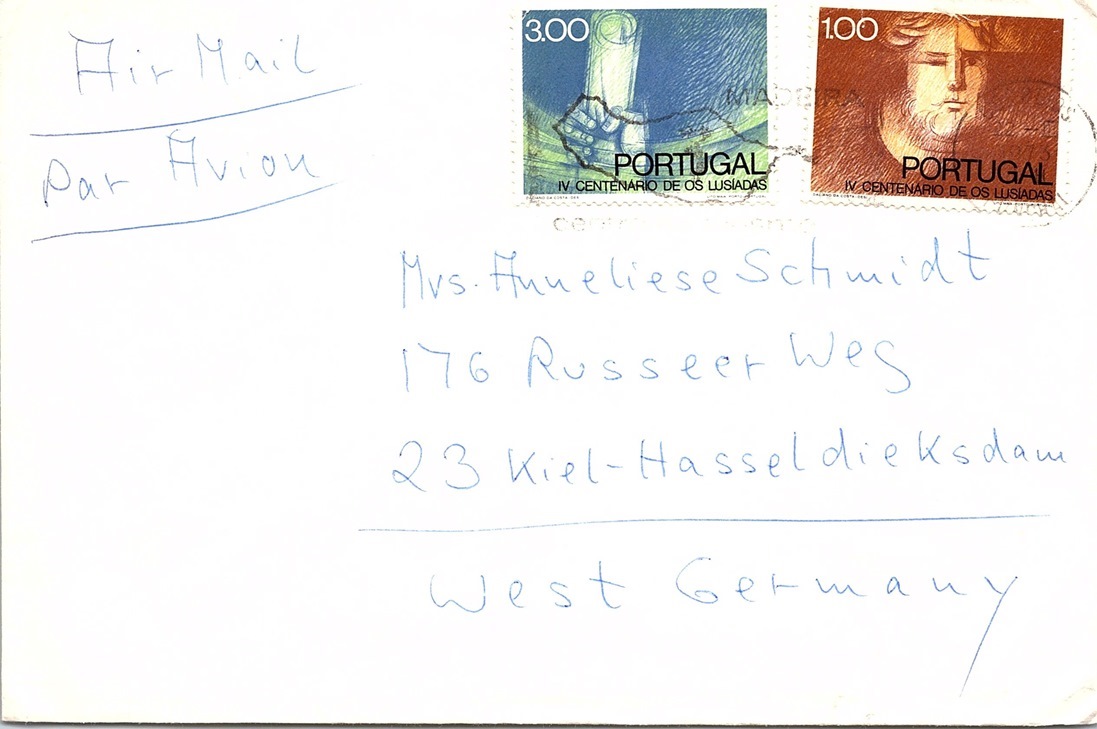 Air Mail
Par Avion
3.00
PORTUGAL
IV CENTENÁRIO DE OS LUSÍADAS
1.00
PORTUGAL
IV CENTENÁRIO DE OS LUSÍADAS
MADEIRA
Mrs. Anneliese Schmidt
176 Russeer Weg
23 Kiel-Hasseldieksdam
West Germany